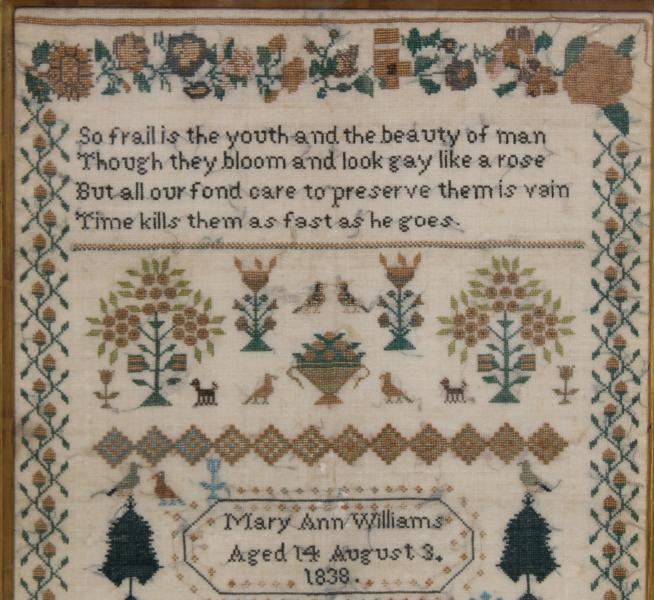 So frail is the youth and the beauty of man
Though they bloom and look gay like a rose
But all our fond care to preserve them is vain
Time kills them as fast as he goes.
Mary Ann Williams
Aged 14 August 3.
1838.